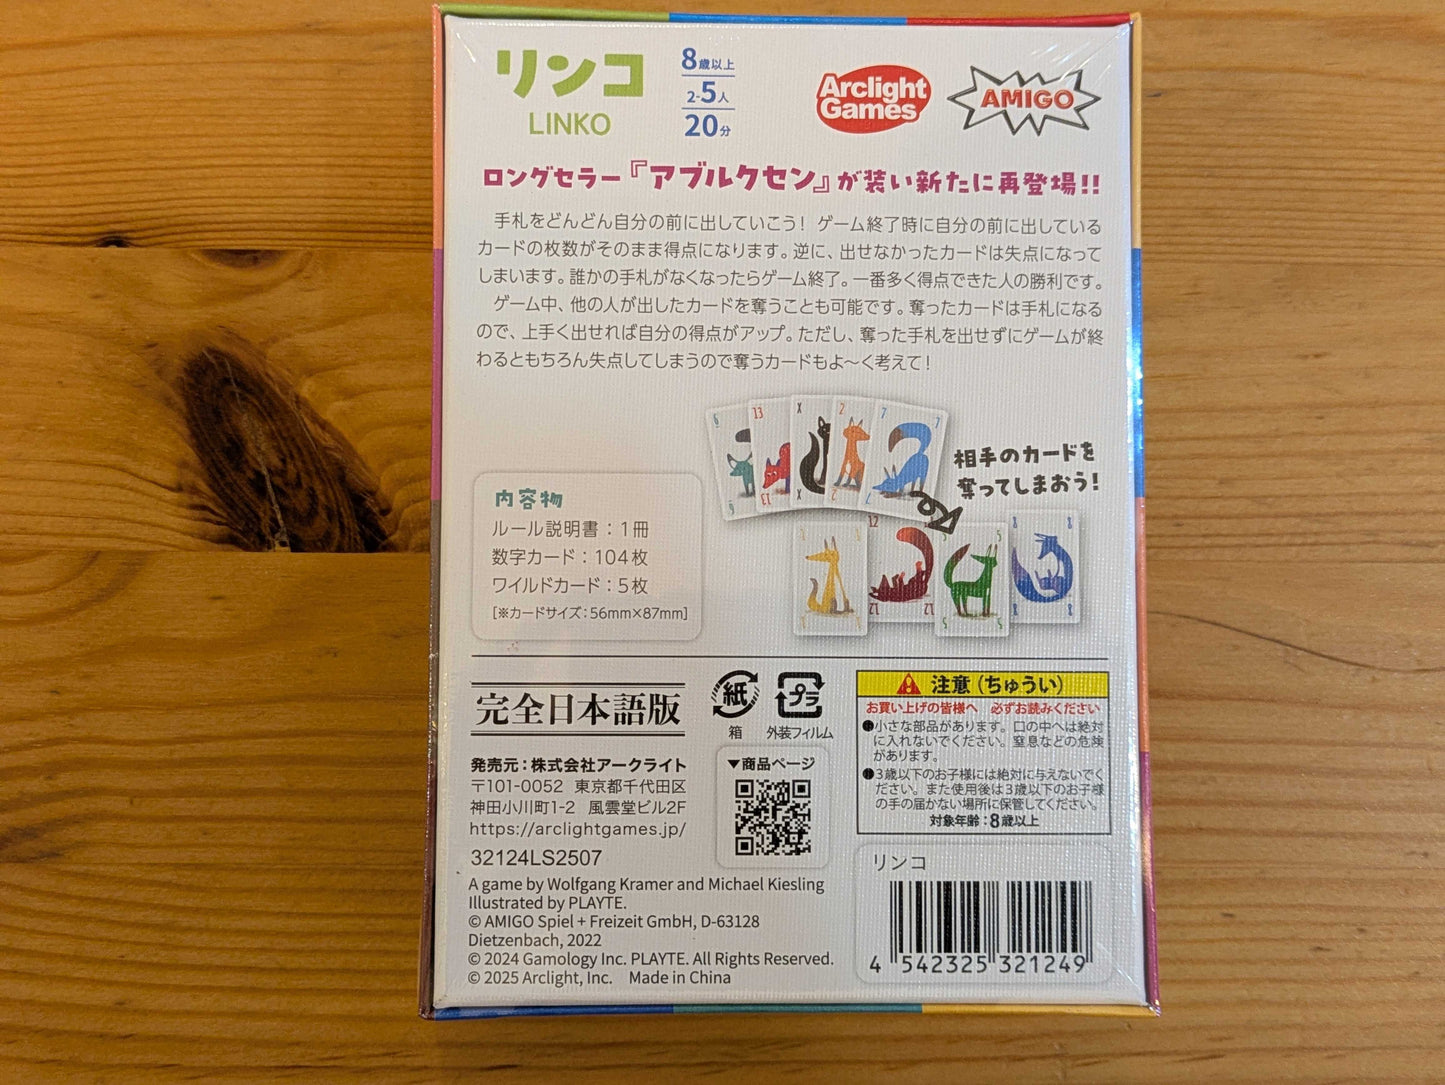 リンコ
LINKO
8歳以上
2-5人
20分
Arclight
Games
AMIGO
ロングセラー『アブルクセン』が装い新たに再登場!!
手札をどんどん自分の前に出していこう! ゲーム終了時に自分の前に出している
カードの枚数がそのまま得点になります。逆に、出せなかったカードは失点になって
しまいます。誰かの手札がなくなったらゲーム終了。一番多く得点できた人の勝利です。
ゲーム中、他の人が出したカードを奪うことも可能です。奪ったカードは手札になる
ので、上手く出せれば自分の得点がアップ。ただし、奪った手札を出せずにゲームが終
わるともちろん失点してしまうので奪うカードもよ〜く考えて!
6
13
X
2
7
7
6
13
X
2
7
相手のカードを
奪ってしまおう!
1
1
12
5
5
8
8
1
1
12
12
5
5
8
8
内容物
ルール説明書：1冊
数字カード：104枚
ワイルドカード：5枚
[※カードサイズ：56mm×87mm]
完全日本語版
紙
箱
プラ
外装フィルム
発売元：株式会社アークライト
〒101-0052 東京都千代田区
神田小川町1-2 風雲堂ビル2F
https://arclightgames.jp/
32124LS2507
▼商品ページ
注意(ちゅうい)
お買い上げの皆様へ 必ずお読みください
●小さな部品があります。口の中へは絶対
に入れないでください。窒息などの危険
があります。
●3歳以下のお子様には絶対に与えないでく
ださい。また使用後は3歳以下のお子様
の手の届かない場所に保管してください。
対象年齢：8歳以上
A game by Wolfgang Kramer and Michael Kiesling
Illustrated by PLAYTE.
© AMIGO Spiel + Freizeit GmbH, D-63128
Dietzenbach, 2022
© 2024 Gamology Inc. PLAYTE. All Rights Reserved.
© 2025 Arclight, Inc. Made in China
リンコ
4 542325 321249